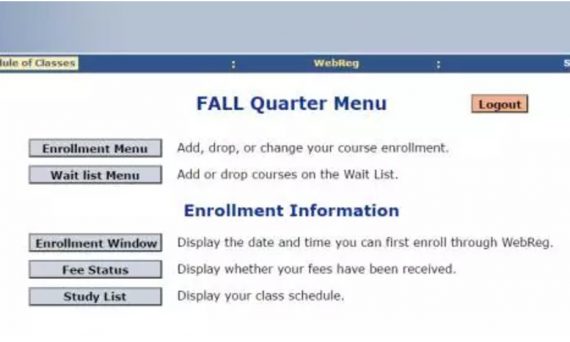 dule of Classes : WebReg : S
FALL Quarter Menu Logout
Enrollment Menu Add, drop, or change your course enrollment.
Wait list Menu Add or drop courses on the Wait List.
Enrollment Information
Enrollment Window Display the date and time you can first enroll through WebReg.
Fee Status Display whether your fees have been received.
Study List Display your class schedule.